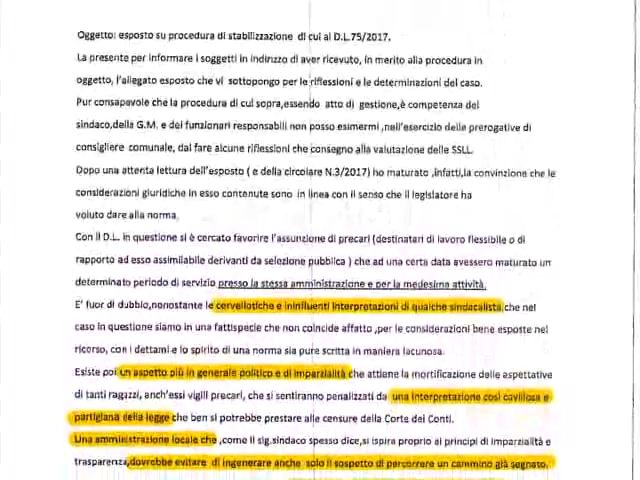 Oggetto: esposto su procedura di stabilizzazione di cui al D.L.75/2017.
La presente per informare i soggetti in indirizzo di aver ricevuto, in merito alla procedura in
oggetto, l'allegato esposto che vi sottopongo per le riflessioni e le determinazioni del caso.
Pur consapevole che la procedura di cui sopra,essendo atto di gestione,è competenza del
sindaco,della G.M. e dei funzionari responsabili non posso esimermi ,nell'esercizio delle prerogative di
consigliere comunale, dal fare alcune riflessioni che consegno alla valutazione delle SSLL.
Dopo una attenta lettura dell'esposto ( e della circolare N.3/2017) ho maturato ,infatti,la convinzione che le
considerazioni giuridiche in esso contenute sono in linea con il senso che il legislatore ha
voluto dare alla norma.
Con il D.L. in questione si è cercato favorire l'assunzione di precari (destinatari di lavoro flessibile o di
rapporto ad esso assimilabile derivanti da selezione pubblica ) che ad una certa data avessero maturato un
determinato periodo di servizio presso la stessa amministrazione e per la medesima attività.
E' fuor di dubbio,nonostante le cervellotiche e ininfluenti interpretazioni di qualche sindacalista,che nel
caso in questione siamo in una fattispecie che non coincide affatto ,per le considerazioni bene esposte nel
ricorso, con i dettami e lo spirito di una norma sia pure scritta in maniera lacunosa.
Esiste poi un aspetto più in generale politico e di imparzialità che attiene la mortificazione delle aspettative
di tanti ragazzi, anch'essi vigili precari, che si sentiranno penalizzati da una interpretazione così cavillosa e
partigiana della legge che ben si potrebbe prestare alle censure della Corte dei Conti.
Una amministrazione locale che ,come il sig.sindaco spesso dice,si ispira proprio ai principi di imparzialità e
trasparenza,dovrebbe evitare di ingenerare anche solo il sospetto di percorrere un cammino già segnato.